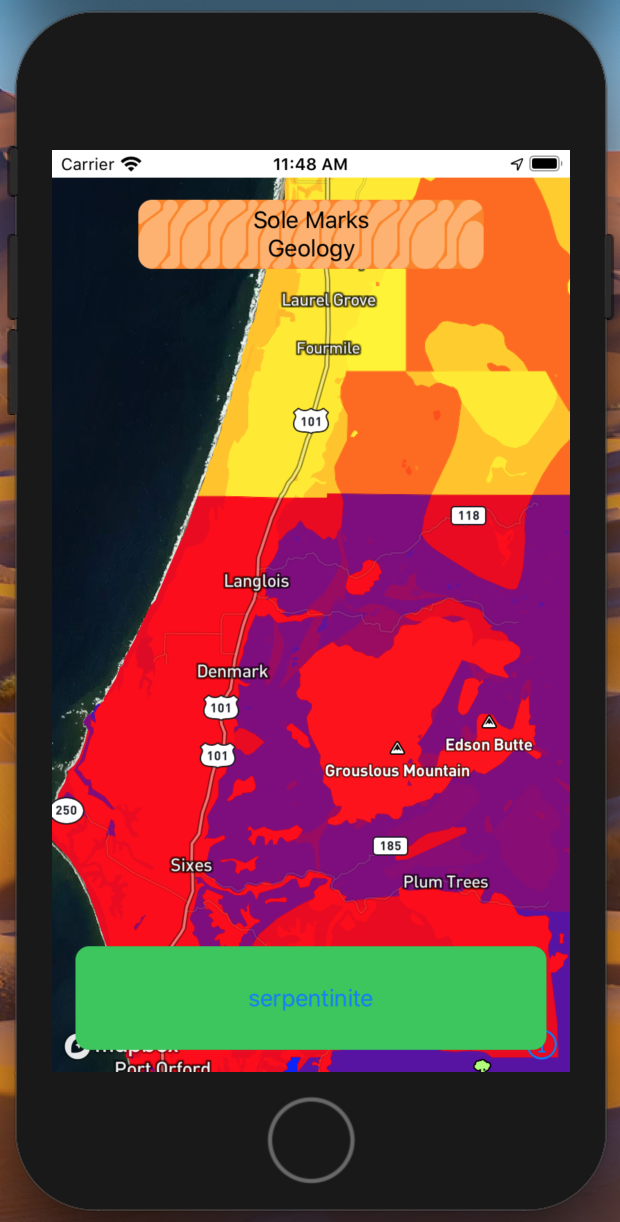 Carrier
11:48 AM
Sole Marks
Geology
Laurel Grove
Fourmile
101
118
Langlois
Denmark
101
101
Edson Butte
Grouslous Mountain
250
185
Sixes
Plum Trees
serpentinite
mapbox
Port Orford